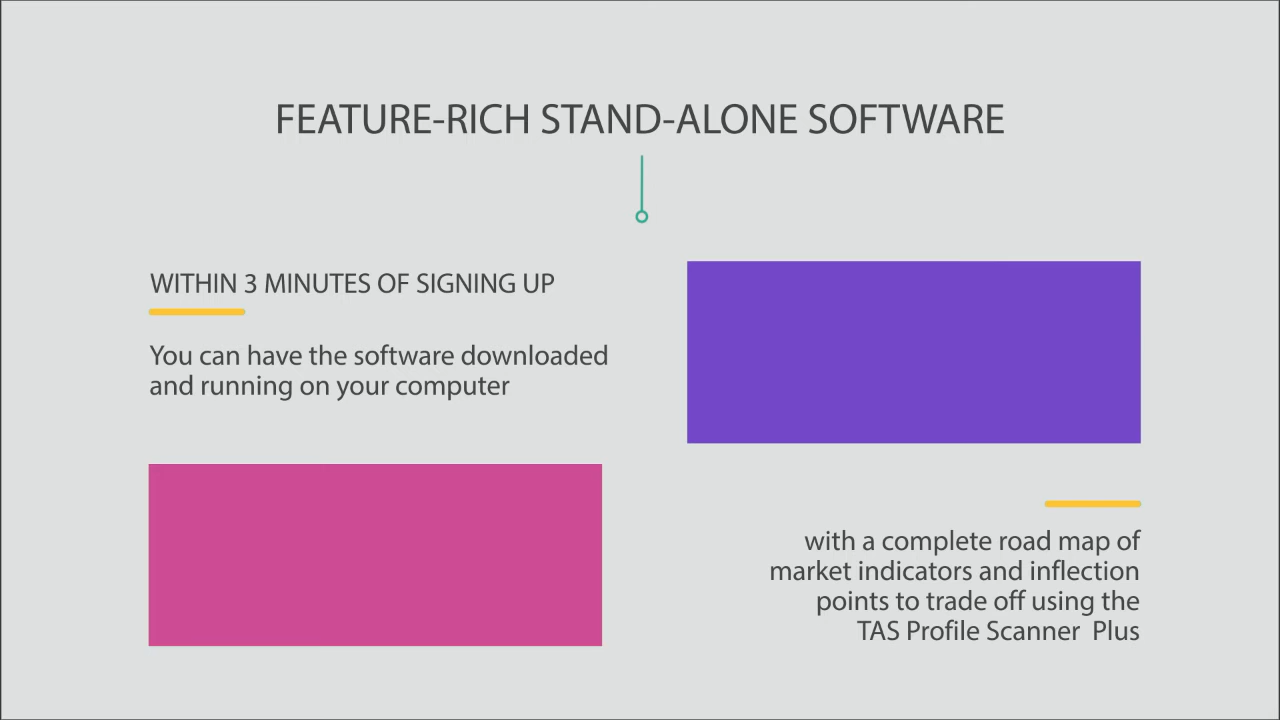 FEATURE-RICH STAND-ALONE SOFTWARE
WITHIN 3 MINUTES OF SIGNING UP
You can have the software downloaded
and running on your computer
with a complete road map of
market indicators and inflection
points to trade off using the
TAS Profile Scanner  Plus